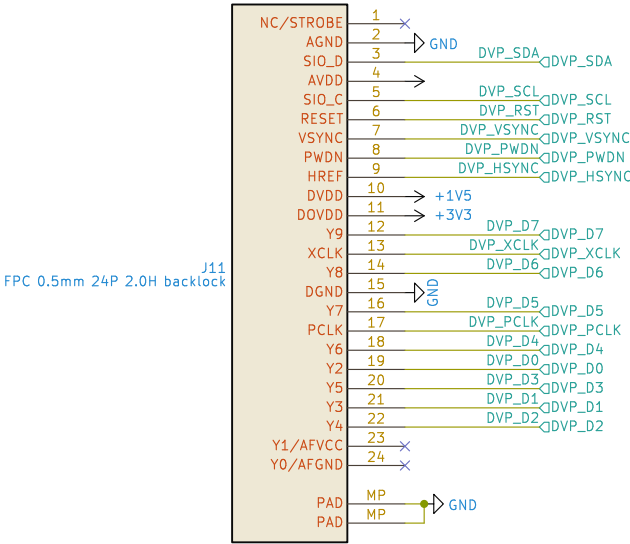 NC/STROBE 1
AGND 2 GND
SIO_D 3 DVP_SDA DVP_SDA
AVDD 4
SIO_C 5 DVP_SCL DVP_SCL
RESET 6 DVP_RST DVP_RST
VSYNC 7 DVP_VSYNC DVP_VSYNC
PWDN 8 DVP_PWDN DVP_PWDN
HREF 9 DVP_HSYNC DVP_HSYNC
DVDD 10 +1V5
DOVDD 11 +3V3
Y9 12 DVP_D7 DVP_D7
XCLK 13 DVP_XCLK DVP_XCLK
J11
Y8 14 DVP_D6 DVP_D6
FPC 0.5mm 24P 2.0H backlock
DGND 15 GND
Y7 16 DVP_D5 DVP_D5
PCLK 17 DVP_PCLK DVP_PCLK
Y6 18 DVP_D4 DVP_D4
Y2 19 DVP_D0 DVP_D0
Y5 20 DVP_D3 DVP_D3
Y3 21 DVP_D1 DVP_D1
Y4 22 DVP_D2 DVP_D2
Y1/AFVCC 23
Y0/AFGND 24
PAD MP GND
PAD MP